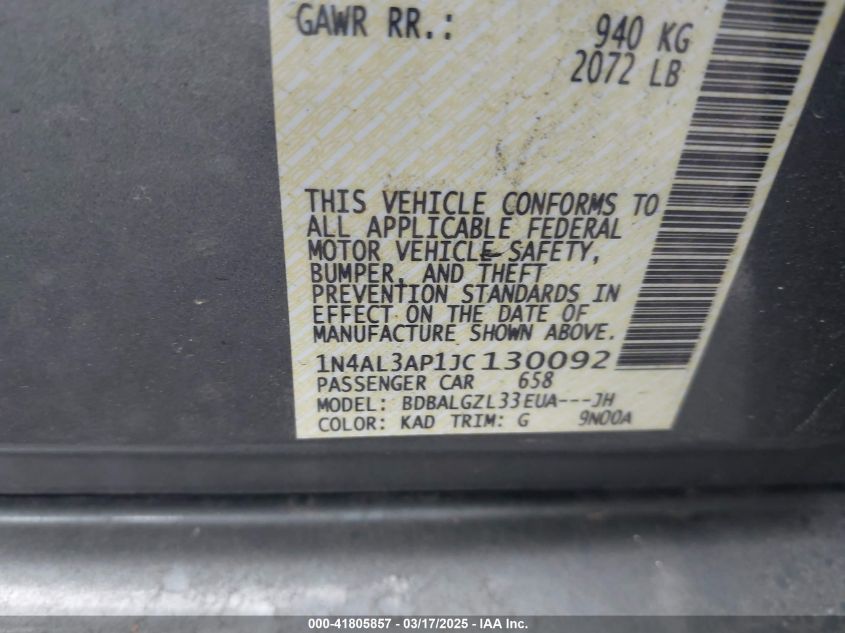 GAWR RR.: 940 KG
2072 LB
THIS VEHICLE CONFORMS TO
ALL APPLICABLE FEDERAL
MOTOR VEHICLE SAFETY,
BUMPER, AND THEFT
PREVENTION STANDARDS IN
EFFECT ON THE DATE OF
MANUFACTURE SHOWN ABOVE.
1N4AL3AP1JC130092
PASSENGER CAR 658
MODEL: BDBALGZL33EUA---JH
COLOR: KAD TRIM: G 9N00A
000-41805857 - 03/17/2025 - IAA Inc.